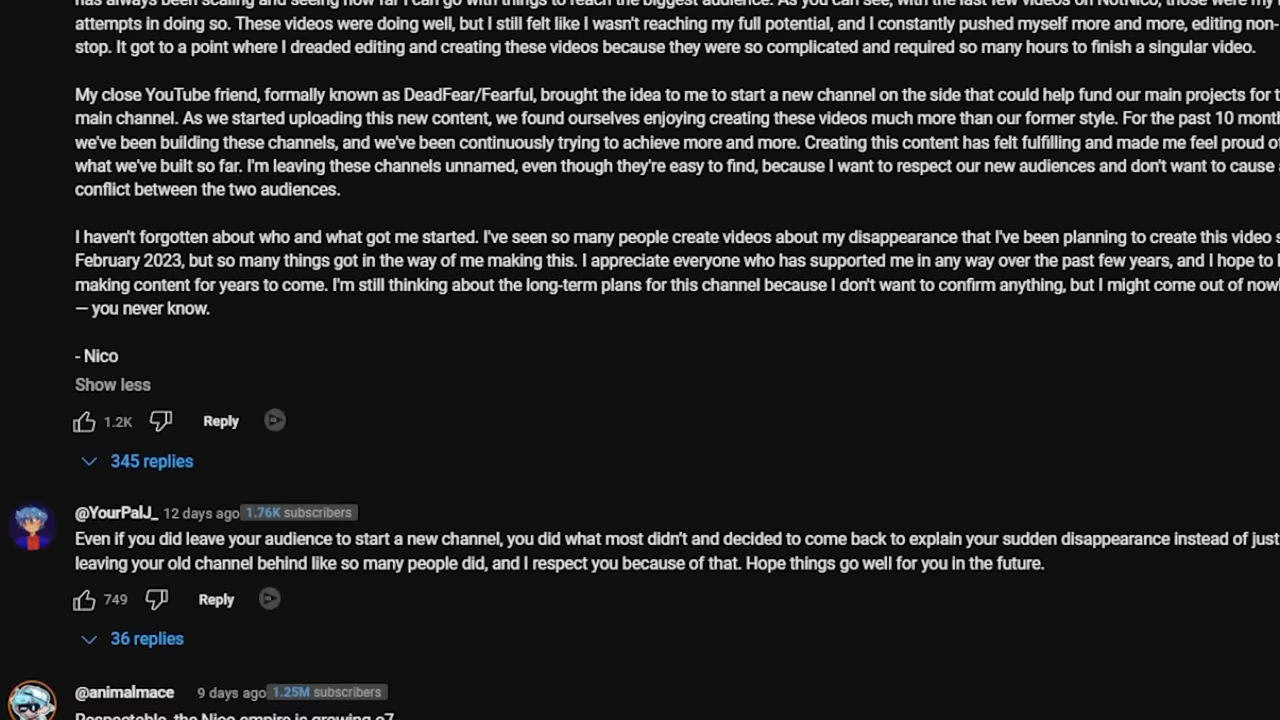 has always been scaling and seeing how far I can go with things to reach the biggest audience. As you can see, with the last few videos on NotNico, those were my
attempts in doing so. These videos were doing well, but I still felt like I wasn't reaching my full potential, and I constantly pushed myself more and more, editing non-
stop. It got to a point where I dreaded editing and creating these videos because they were so complicated and required so many hours to finish a singular video.
My close YouTube friend, formally known as DeadFear/Fearful, brought the idea to me to start a new channel on the side that could help fund our main projects for
main channel. As we started uploading this new content, we found ourselves enjoying creating these videos much more than our former style. For the past 10
we've been building these channels, and we've been continuously trying to achieve more and more. Creating this content has felt fulfilling and made me feel proud
what we've built so far. I'm leaving these channels unnamed, even though they're easy to find, because I want to respect our new audiences and don't want to cause
conflict between the two audiences.
I haven't forgotten about who and what got me started. I've seen so many people create videos about my disappearance that I've been planning to create this video
February 2023, but so many things got in the way of me making this. I appreciate everyone who has supported me in any way over the past few years, and I hope to
making content for years to come. I'm still thinking about the long-term plans for this channel because I don't want to confirm anything, but I might come out of
— you never know.
- Nico
Show less
1.2K Reply
345 replies
@YourPalJ_ 12 days ago 1.76K subscribers
Even if you did leave your audience to start a new channel, you did what most didn't and decided to come back to explain your sudden disappearance instead of just
leaving your old channel behind like so many people did, and I respect you because of that. Hope things go well for you in the future.
749 Reply
36 replies
@animalmace 9 days ago 1.25M subscribers
Respectable, the Nico empire is growing o7